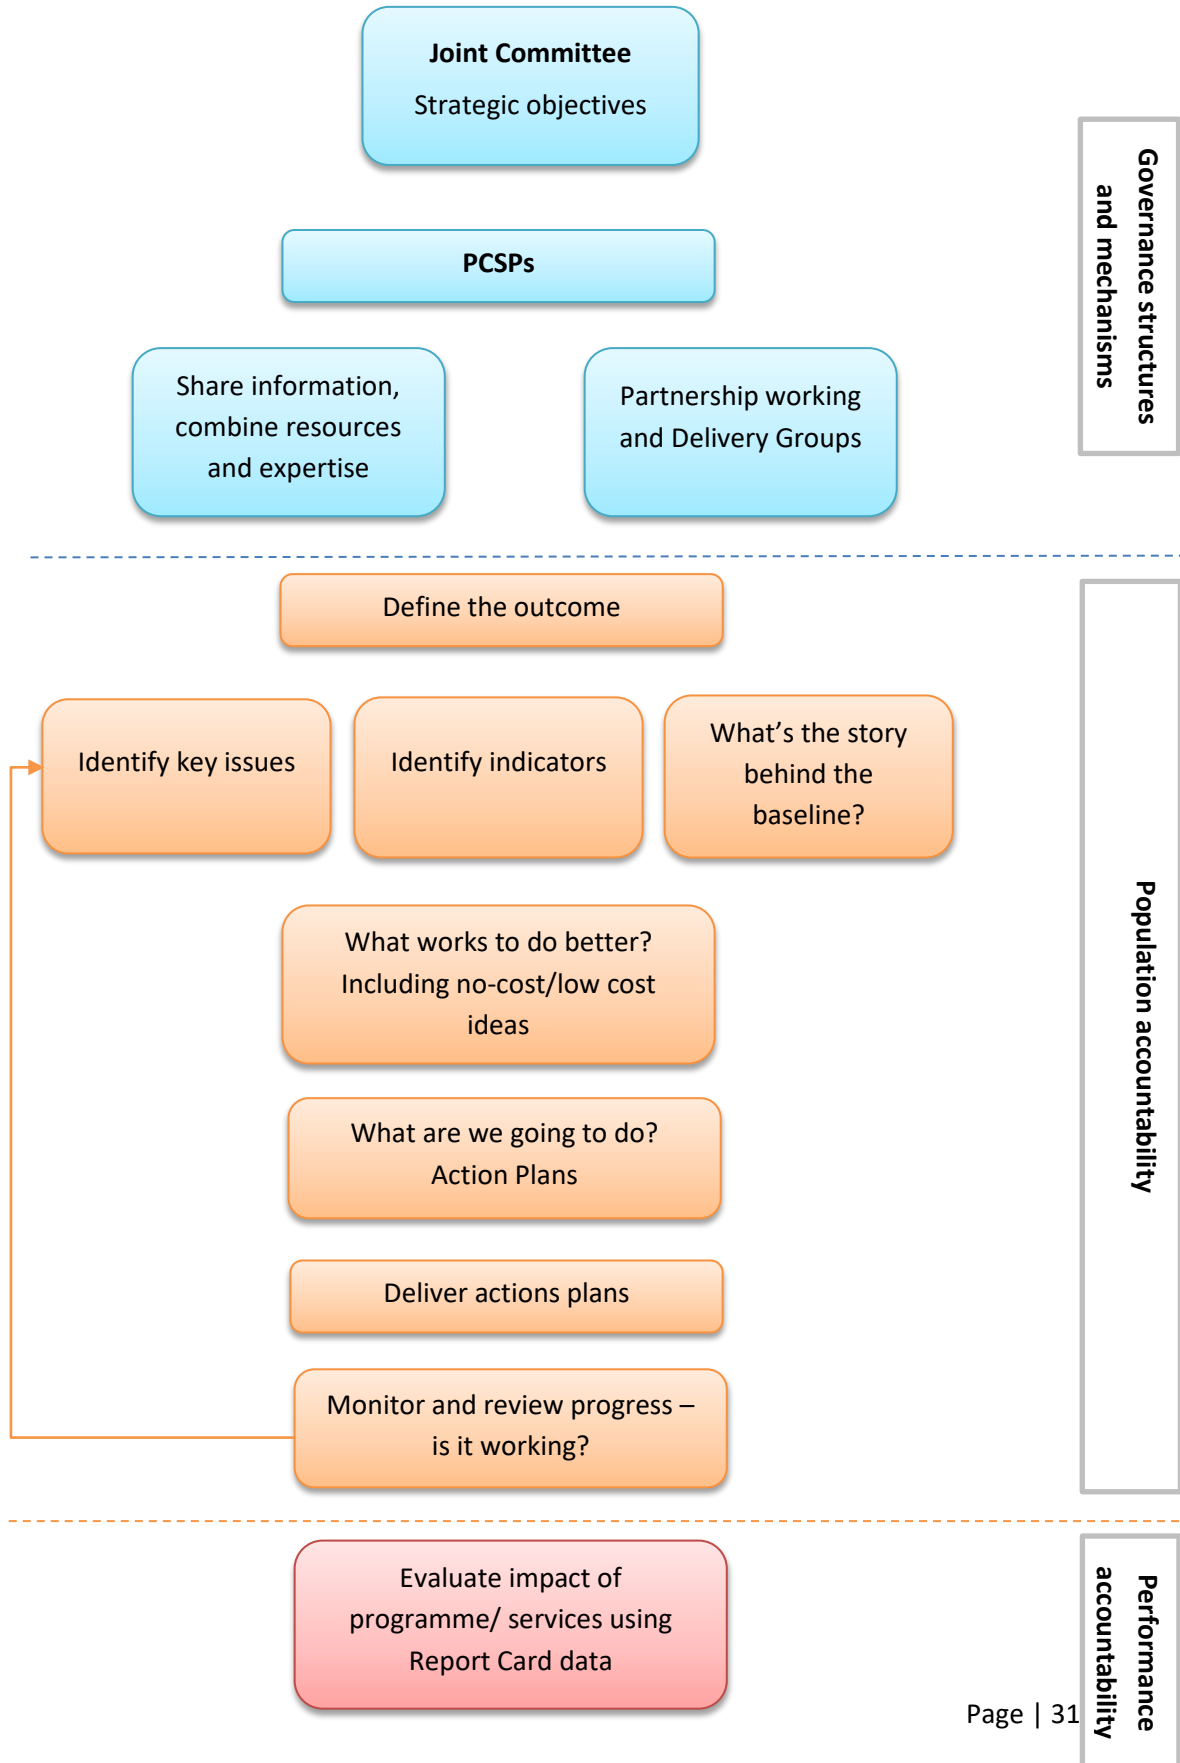 Joint Committee
Strategic objectives
Governance structures
and mechanisms
PCSPs
Share information,
combine resources
and expertise
Partnership working
and Delivery Groups
Define the outcome
Identify key issues
Identify indicators
What’s the story
behind the
baseline?
What works to do better?
Including no-cost/low cost
ideas
Population accountability
What are we going to do?
Action Plans
Deliver actions plans
Monitor and review progress –
is it working?
Evaluate impact of
programme/ services using
Report Card data
Performance
accountability
Page | 31